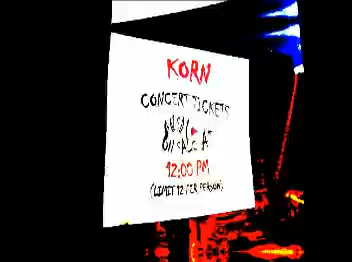 KORN
CONCERT TICKETS
ON SALE AT
12:00 PM
(LIMIT 12 PER PERSON)